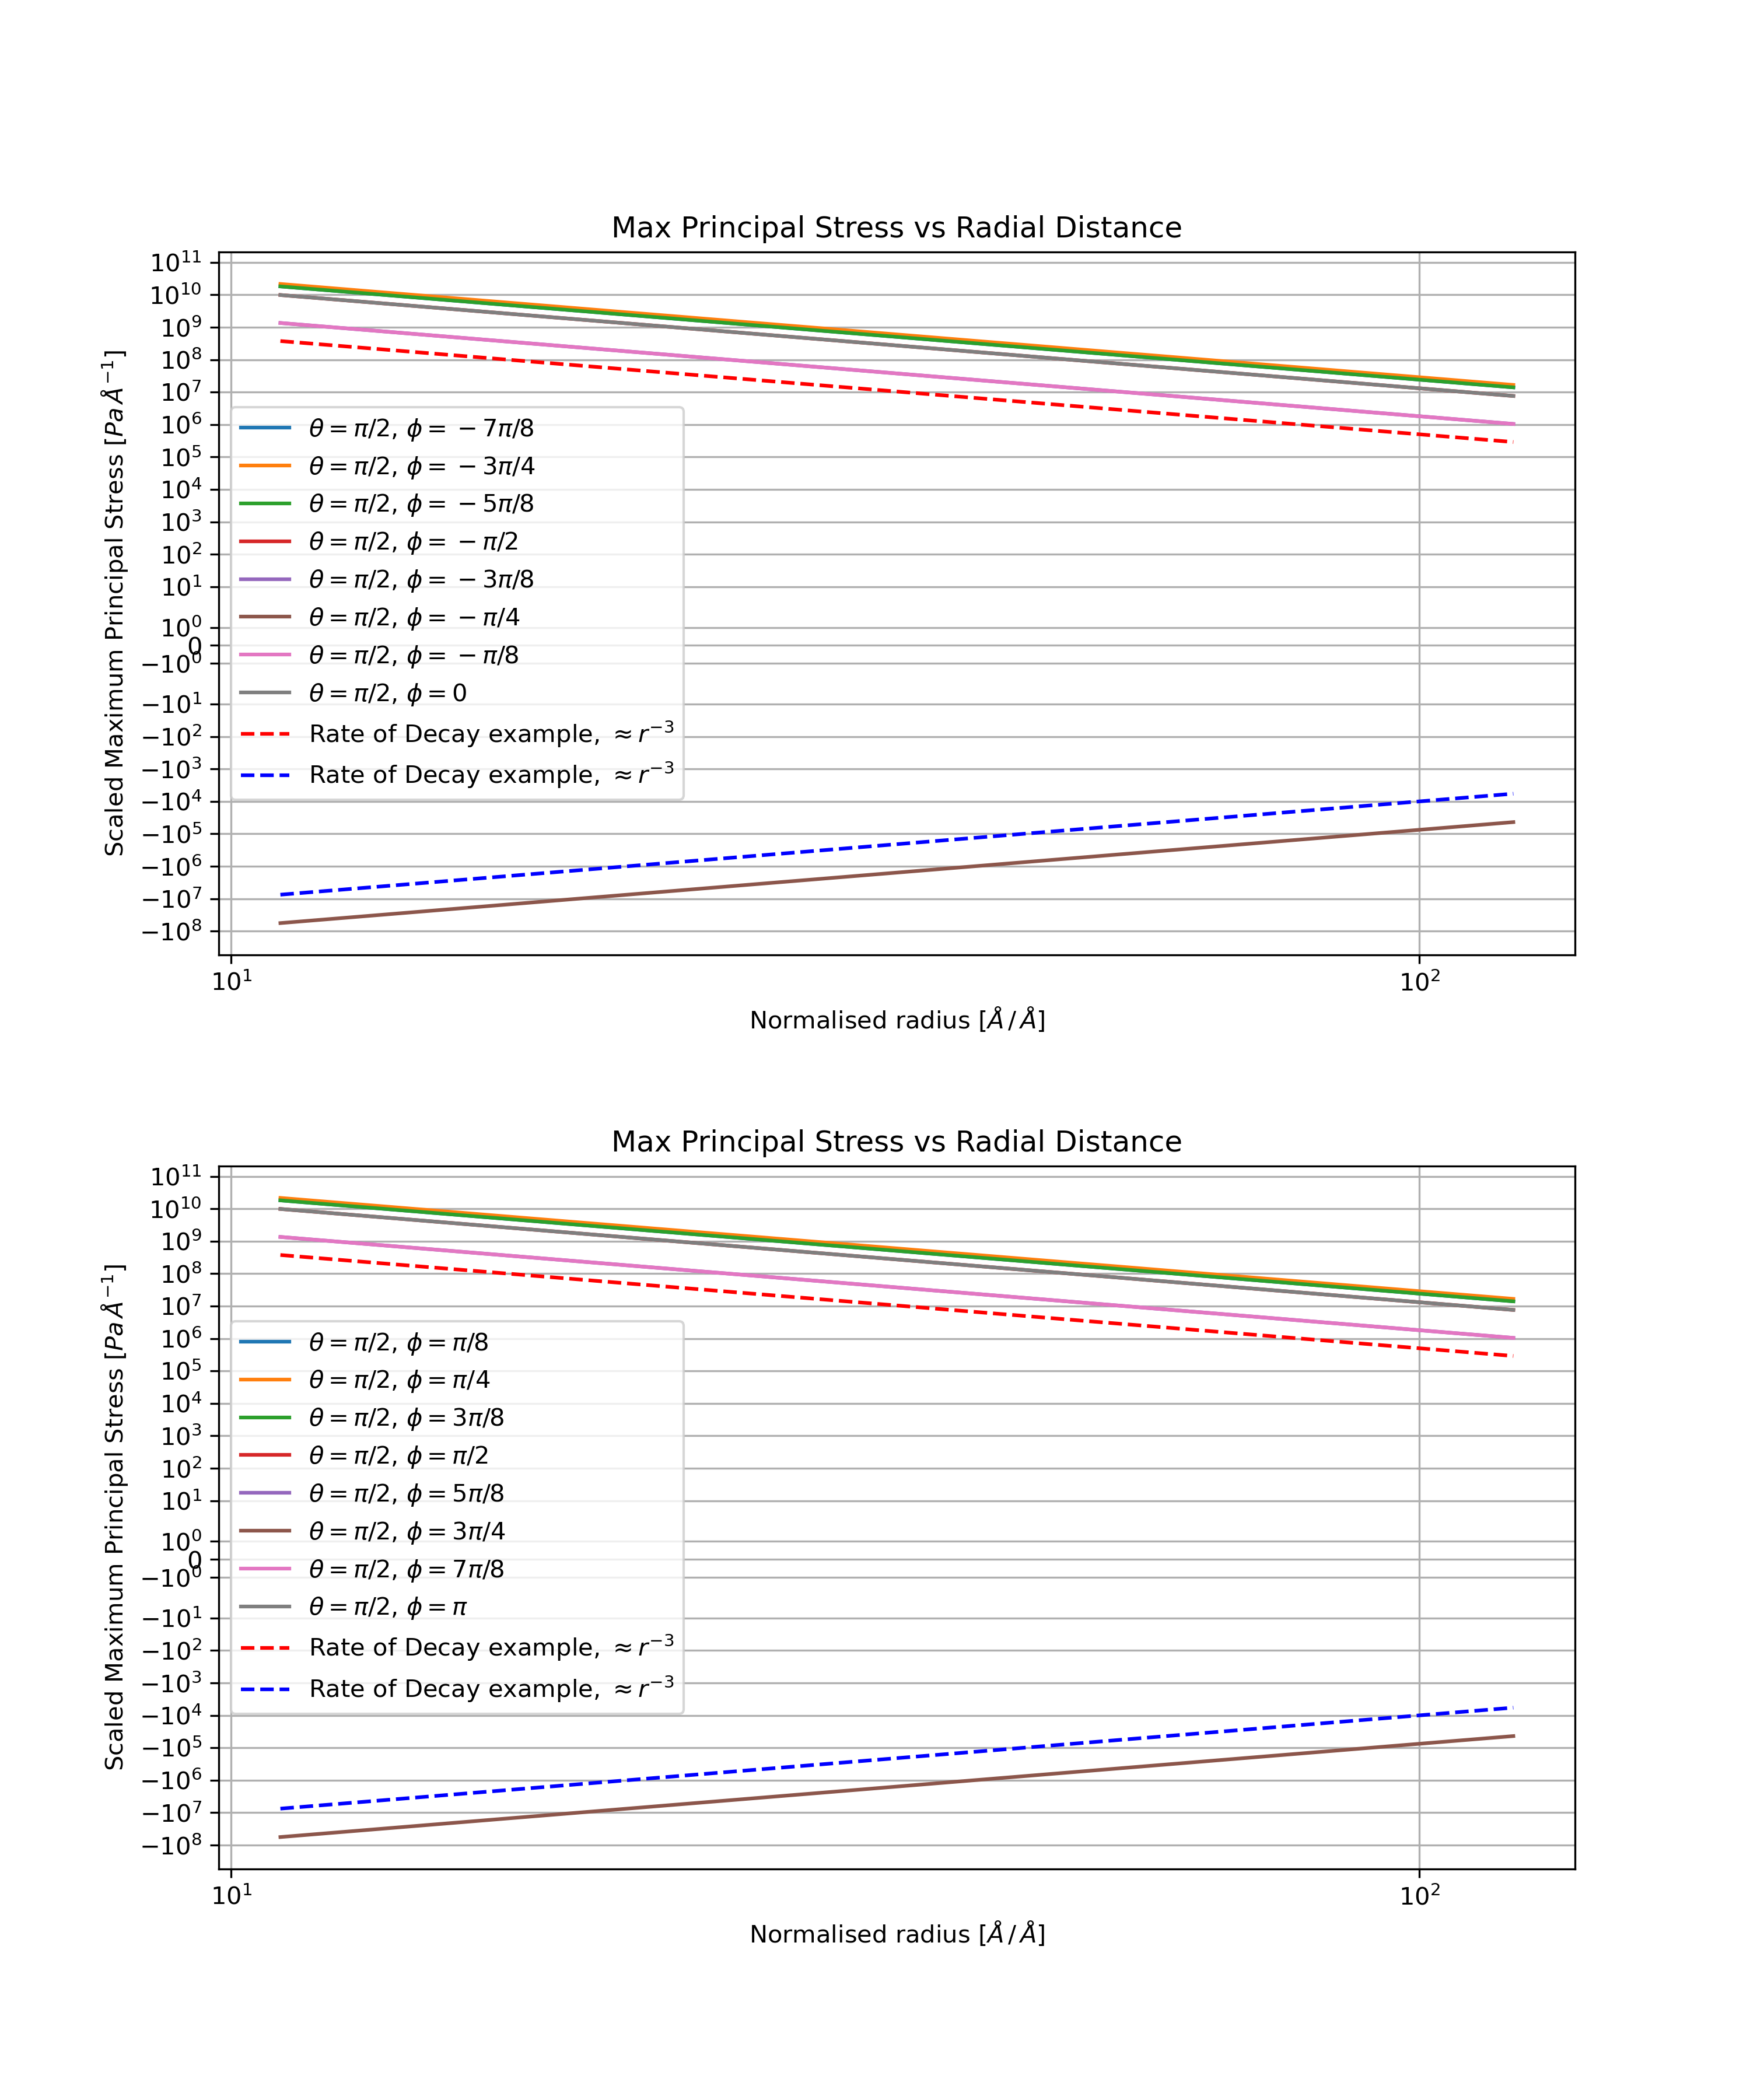 Max Principal Stress vs Radial Distance
Scaled Maximum Principal Stress [Pa Å⁻¹]
10¹¹
10¹⁰
10⁹
10⁸
10⁷
10⁶
10⁵
10⁴
10³
10²
10¹
10⁰
0
−10⁰
−10¹
−10²
−10³
−10⁴
−10⁵
−10⁶
−10⁷
−10⁸
θ = π/2, ϕ = −7π/8
θ = π/2, ϕ = −3π/4
θ = π/2, ϕ = −5π/8
θ = π/2, ϕ = −π/2
θ = π/2, ϕ = −3π/8
θ = π/2, ϕ = −π/4
θ = π/2, ϕ = −π/8
θ = π/2, ϕ = 0
Rate of Decay example, ≈ r⁻³
Rate of Decay example, ≈ r⁻³
10¹ 10²
Normalised radius [Å / Å]
Max Principal Stress vs Radial Distance
Scaled Maximum Principal Stress [Pa Å⁻¹]
10¹¹
10¹⁰
10⁹
10⁸
10⁷
10⁶
10⁵
10⁴
10³
10²
10¹
10⁰
0
−10⁰
−10¹
−10²
−10³
−10⁴
−10⁵
−10⁶
−10⁷
−10⁸
θ = π/2, ϕ = π/8
θ = π/2, ϕ = π/4
θ = π/2, ϕ = 3π/8
θ = π/2, ϕ = π/2
θ = π/2, ϕ = 5π/8
θ = π/2, ϕ = 3π/4
θ = π/2, ϕ = 7π/8
θ = π/2, ϕ = π
Rate of Decay example, ≈ r⁻³
Rate of Decay example, ≈ r⁻³
10¹ 10²
Normalised radius [Å / Å]